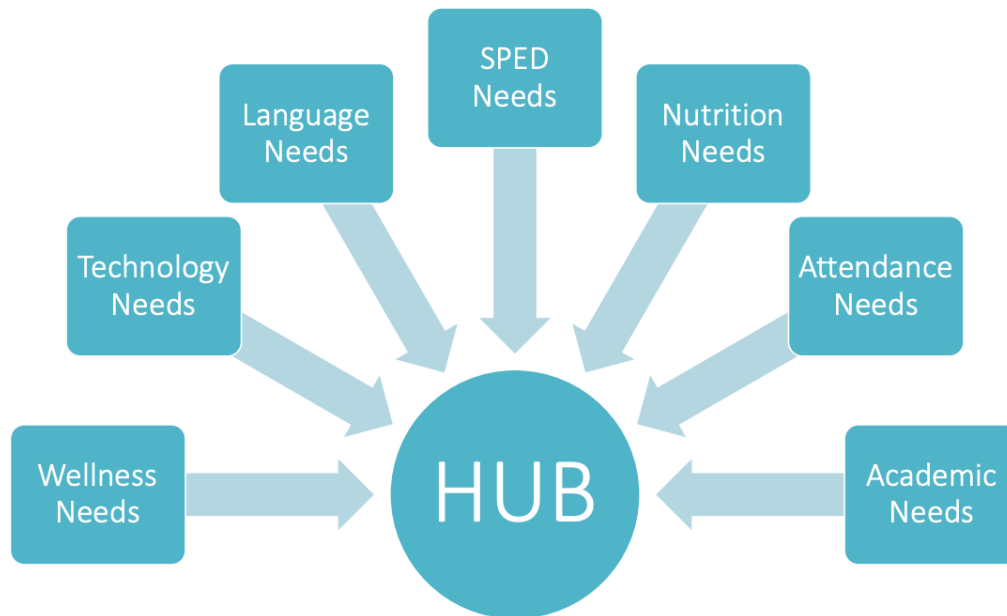 Wellness
Needs
Technology
Needs
Language
Needs
SPED
Needs
Nutrition
Needs
Attendance
Needs
Academic
Needs
HUB